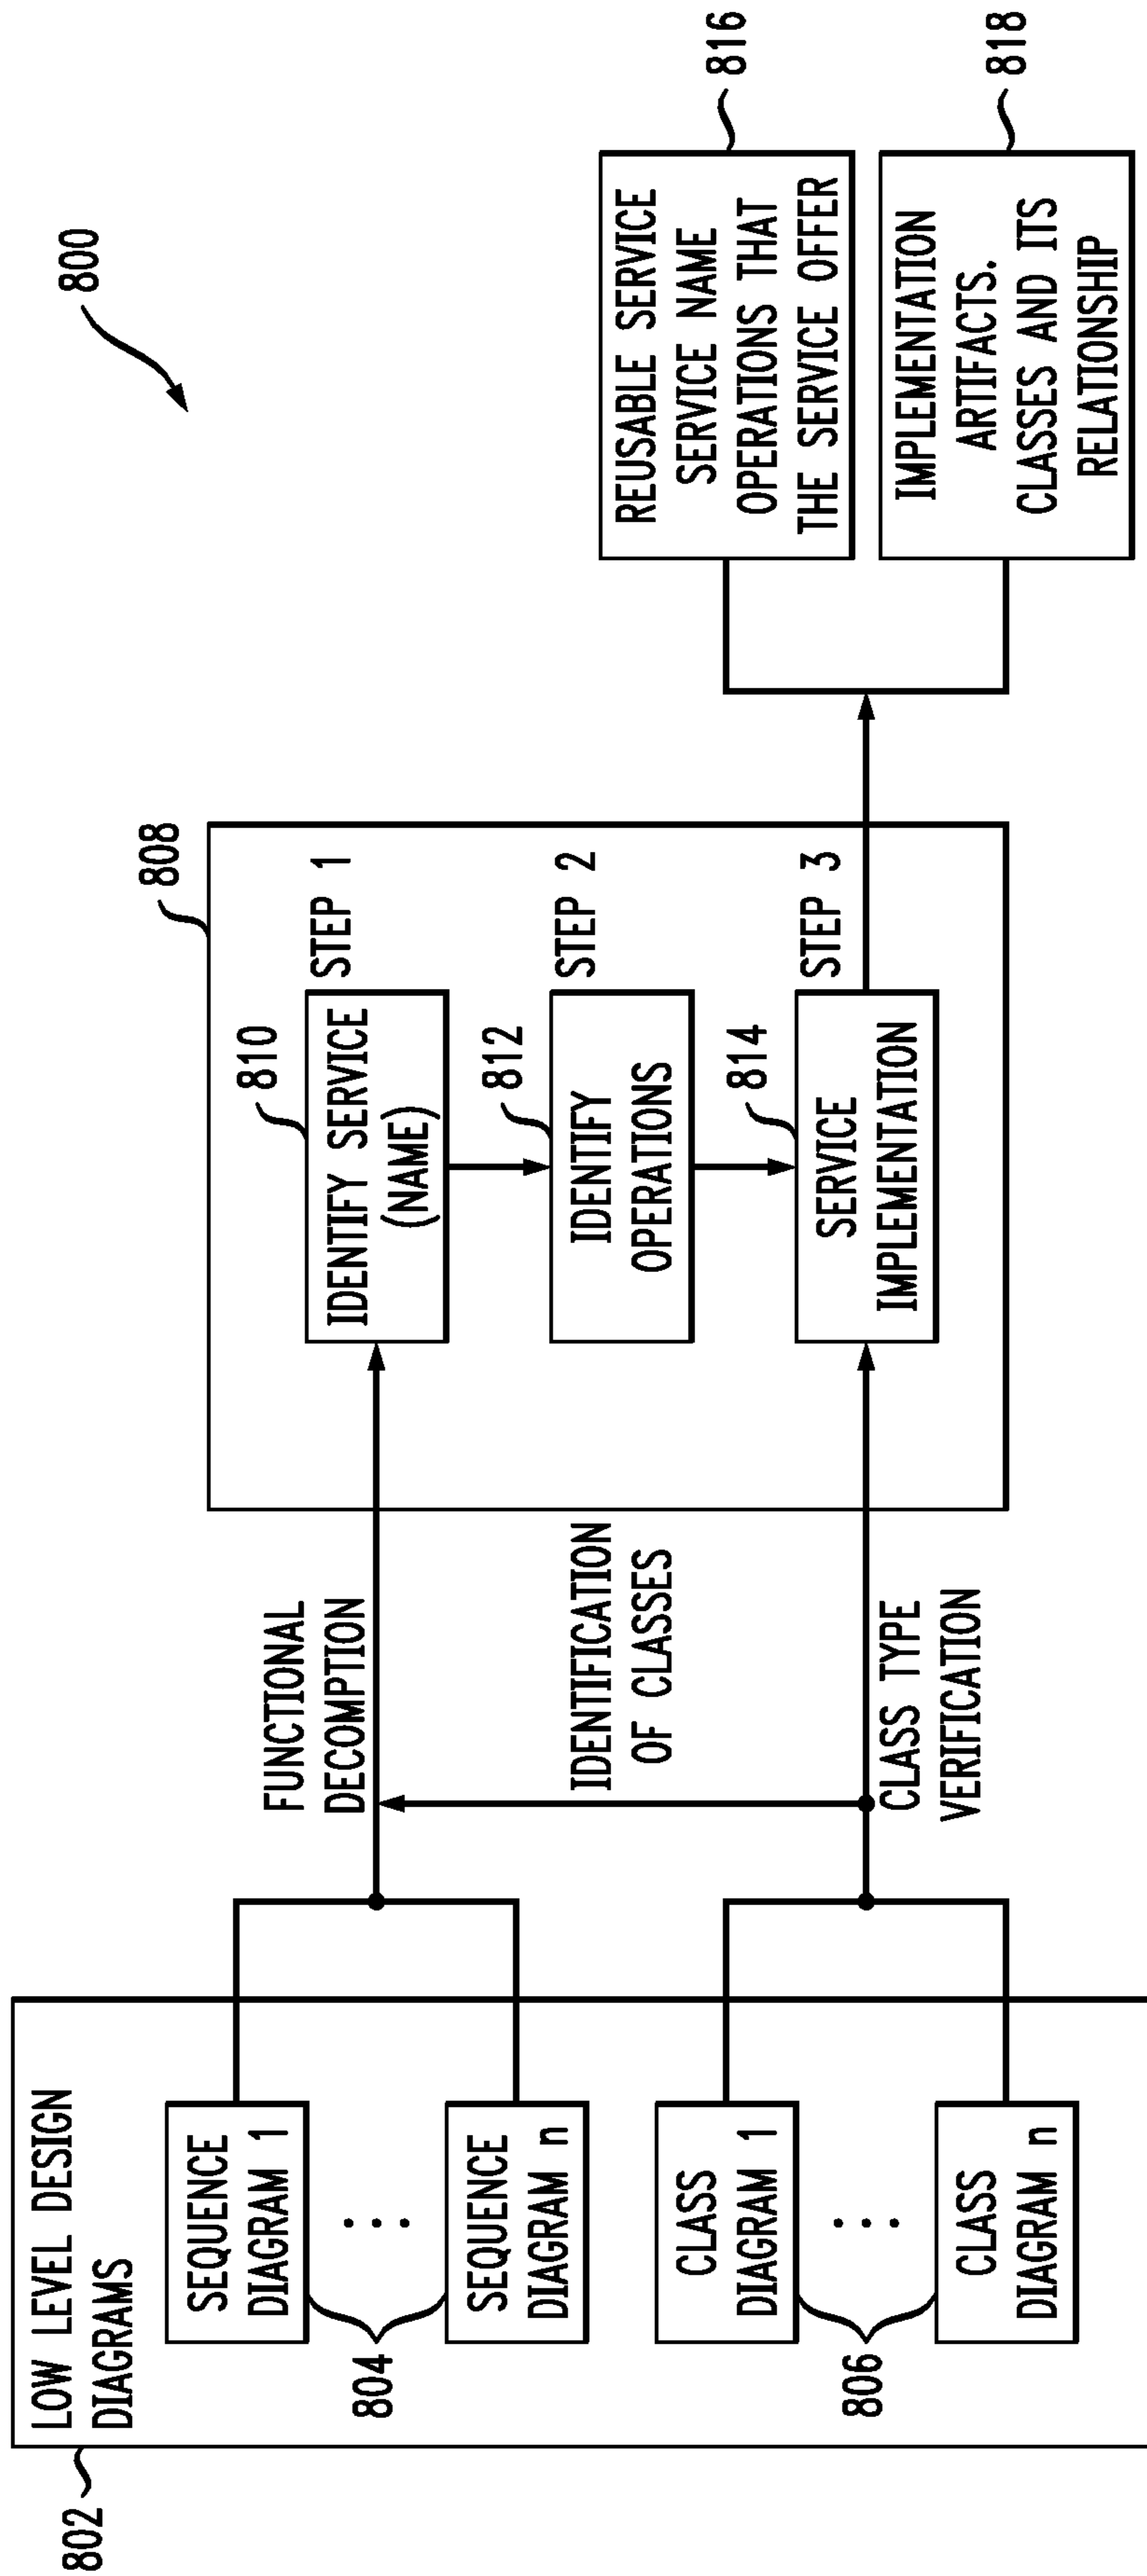 800
802
LOW LEVEL DESIGN
DIAGRAMS
SEQUENCE
DIAGRAM 1
804
SEQUENCE
DIAGRAM n
CLASS
DIAGRAM 1
806
CLASS
DIAGRAM n
FUNCTIONAL
DECOMPTION
IDENTIFICATION
OF CLASSES
CLASS TYPE
VERIFICATION
808
810
IDENTIFY SERVICE
(NAME)
STEP 1
812
IDENTIFY
OPERATIONS
STEP 2
814
SERVICE
IMPLEMENTATION
STEP 3
REUSABLE SERVICE
SERVICE NAME
OPERATIONS THAT
THE SERVICE OFFER
816
IMPLEMENTATION
ARTIFACTS.
CLASSES AND ITS
RELATIONSHIP
818